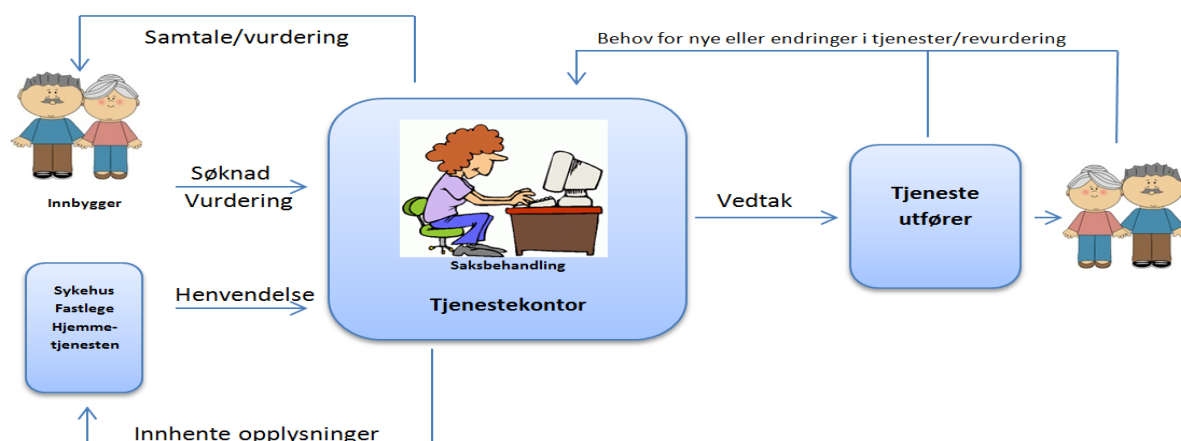 Samtale/vurdering
Behov for nye eller endringer i tjenester/revurdering
Innbygger
Søknad
Vurdering
Saksbehandling
Tjenestekontor
Vedtak
Tjeneste
utfører
Sykehus
Fastlege
Hjemme-
tjenesten
Henvendelse
Innhente opplysninger